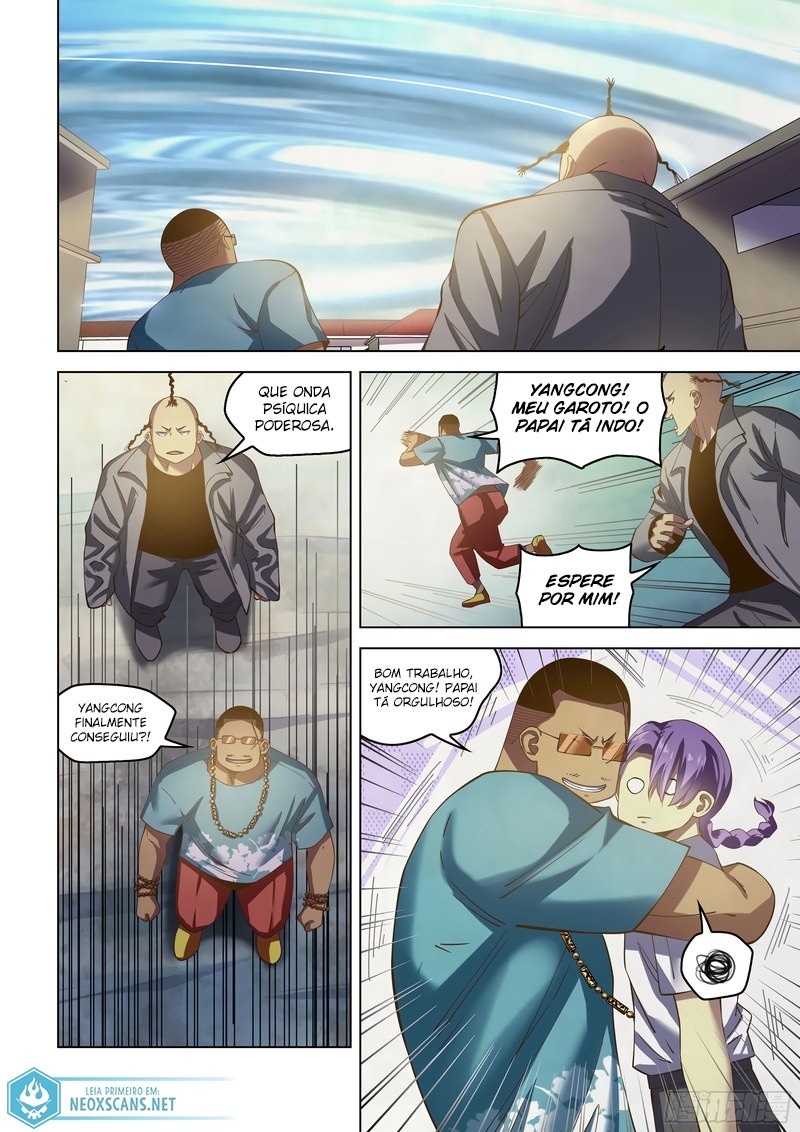 QUE ONDA
PSÍQUICA
PODEROSA.
YANGCONG
FINALMENTE
CONSEGUIU?!
YANGCONG!
MEU GAROTO! O
PAPAI TÁ INDO!
ESPERE
POR MIM!
BOM TRABALHO,
YANGCONG! PAPAI
TÁ ORGULHOSO!
LEIA PRIMEIRO EM:
NEOXSCANS.NET